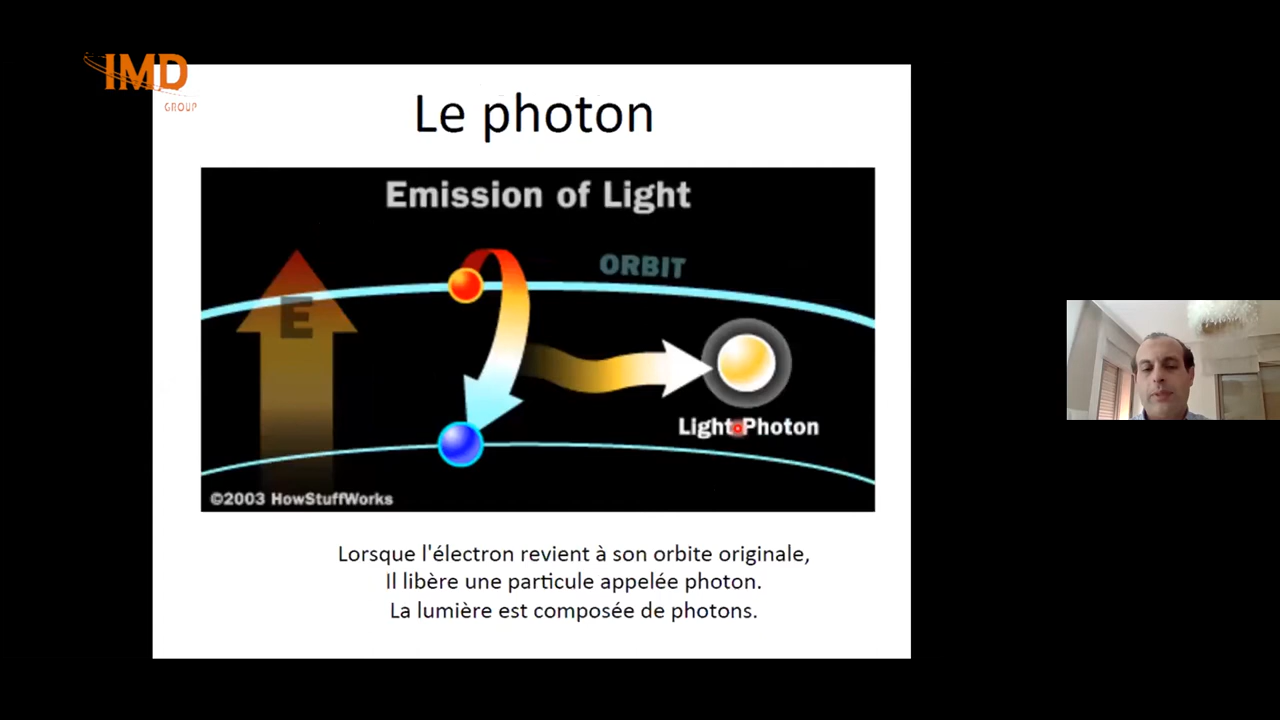 IMD
GROUP
Le photon
Emission of Light
ORBIT
E
Light Photon
©2003 HowStuffWorks
Lorsque l'électron revient à son orbite originale,
Il libère une particule appelée photon.
La lumière est composée de photons.